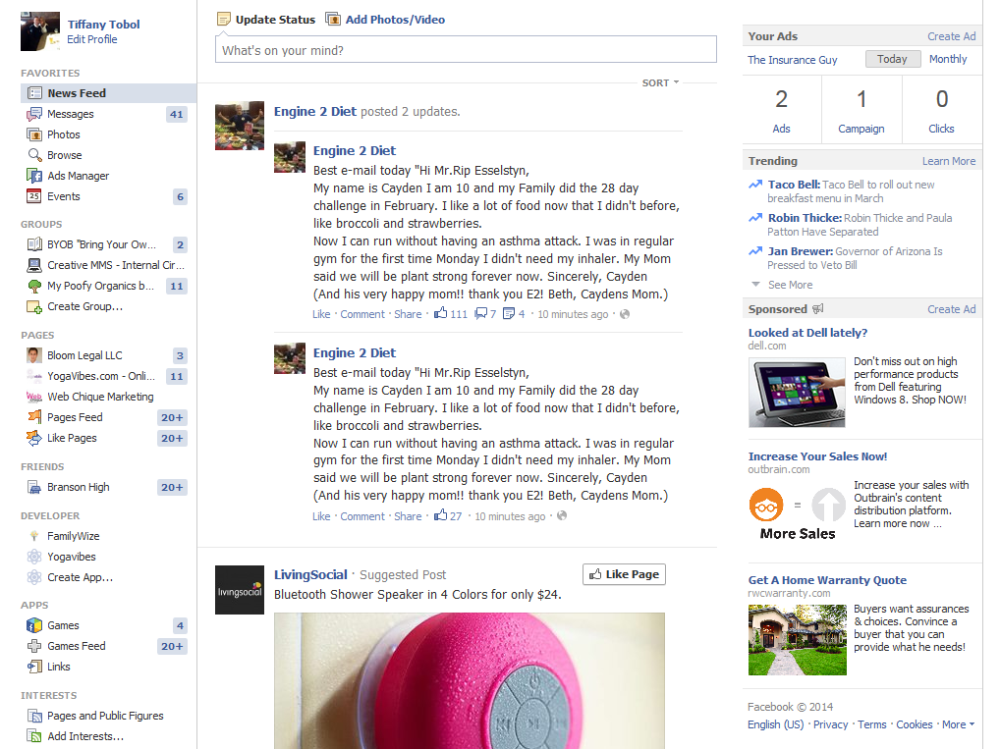 Tiffany Tobol
Edit Profile
FAVORITES
News Feed
Messages 41
Photos
Browse
Ads Manager
Events 6
GROUPS
BYOB "Bring Your Ow... 2
Creative MMS - Internal Cir...
My Poofy Organics b... 11
Create Group...
PAGES
Bloom Legal LLC 3
YogaVibes.com - Onli... 11
Web Chique Marketing
Pages Feed 20+
Like Pages 20+
FRIENDS
Branson High 20+
DEVELOPER
FamilyWize
Yogavibes
Create App...
APPS
Games 4
Games Feed 20+
Links
INTERESTS
Pages and Public Figures
Add Interests...
Update Status Add Photos/Video
What's on your mind?
SORT
Engine 2 Diet posted 2 updates.
Engine 2 Diet
Best e-mail today "Hi Mr.Rip Esselstyn,
My name is Cayden I am 10 and my Family did the 28 day
challenge in February. I like a lot of food now that I didn't before,
like broccoli and strawberries.
Now I can run without having an asthma attack. I was in regular
gym for the first time Monday I didn't need my inhaler. My Mom
said we will be plant strong forever now. Sincerely, Cayden
(And his very happy mom!! thank you E2! Beth, Caydens Mom.)
Like · Comment · Share · 111 7 4 · 10 minutes ago ·
Engine 2 Diet
Best e-mail today "Hi Mr.Rip Esselstyn,
My name is Cayden I am 10 and my Family did the 28 day
challenge in February. I like a lot of food now that I didn't before,
like broccoli and strawberries.
Now I can run without having an asthma attack. I was in regular
gym for the first time Monday I didn't need my inhaler. My Mom
said we will be plant strong forever now. Sincerely, Cayden
(And his very happy mom!! thank you E2! Beth, Caydens Mom.)
Like · Comment · Share · 27 · 10 minutes ago ·
livingsocial
LivingSocial · Suggested Post
Like Page
Bluetooth Shower Speaker in 4 Colors for only $24.
Your Ads Create Ad
The Insurance Guy Today Monthly
2 1 0
Ads Campaign Clicks
Trending Learn More
Taco Bell: Taco Bell to roll out new
breakfast menu in March
Robin Thicke: Robin Thicke and Paula
Patton Have Separated
Jan Brewer: Governor of Arizona Is
Pressed to Veto Bill
See More
Sponsored Create Ad
Looked at Dell lately?
dell.com
Don't miss out on high
performance products
from Dell featuring
Windows 8. Shop NOW!
Increase Your Sales Now!
outbrain.com
= 
More Sales
Increase your sales with
Outbrain's content
distribution platform.
Learn more now ...
Get A Home Warranty Quote
rwcwarranty.com
Buyers want assurances
& choices. Convince a
buyer that you can
provide what he needs!
Facebook © 2014
English (US) · Privacy · Terms · Cookies · More